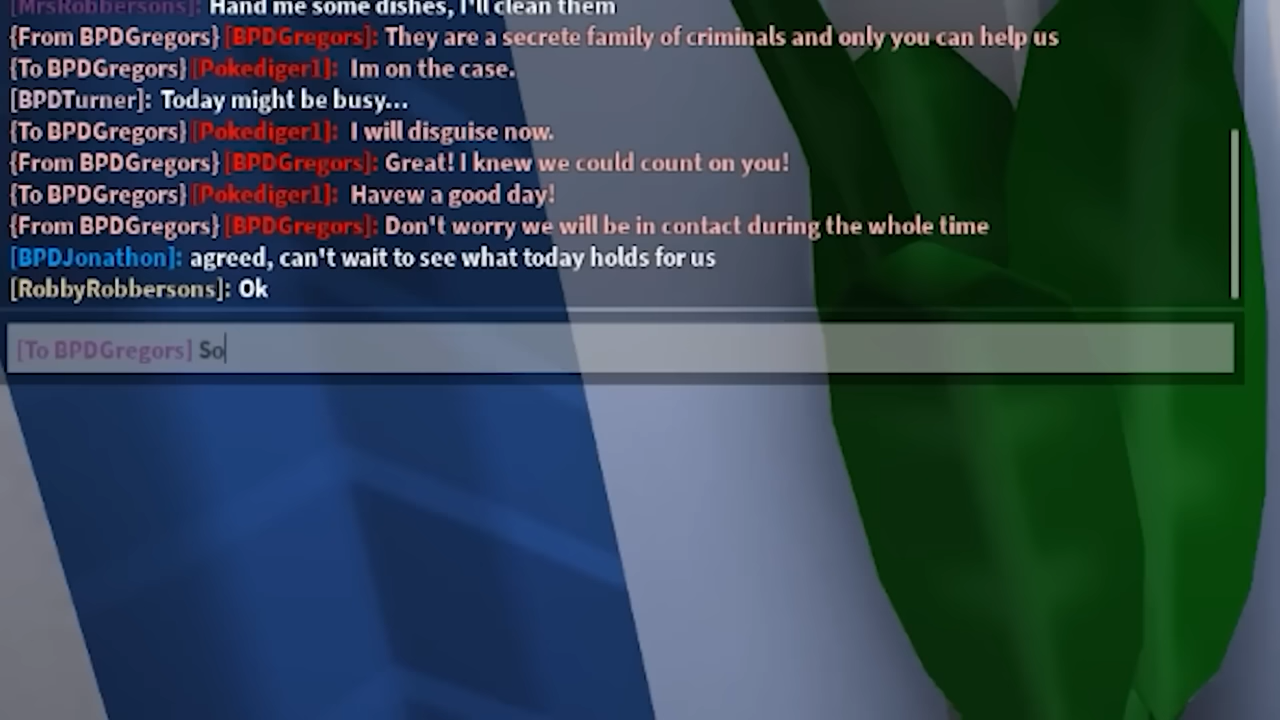 [MrsRobbersons]: Hand me some dishes, I'll clean them
{From BPDGregors} [BPDGregors]: They are a secrete family of criminals and only you can help us
{To BPDGregors} [Pokediger1]: Im on the case.
[BPDTurner]: Today might be busy...
{To BPDGregors} [Pokediger1]: I will disguise now.
{From BPDGregors} [BPDGregors]: Great! I knew we could count on you!
{To BPDGregors} [Pokediger1]: Havew a good day!
{From BPDGregors} [BPDGregors]: Don't worry we will be in contact during the whole time
[BPDJonathon]: agreed, can't wait to see what today holds for us
[RobbyRobbersons]: Ok
[To BPDGregors] So